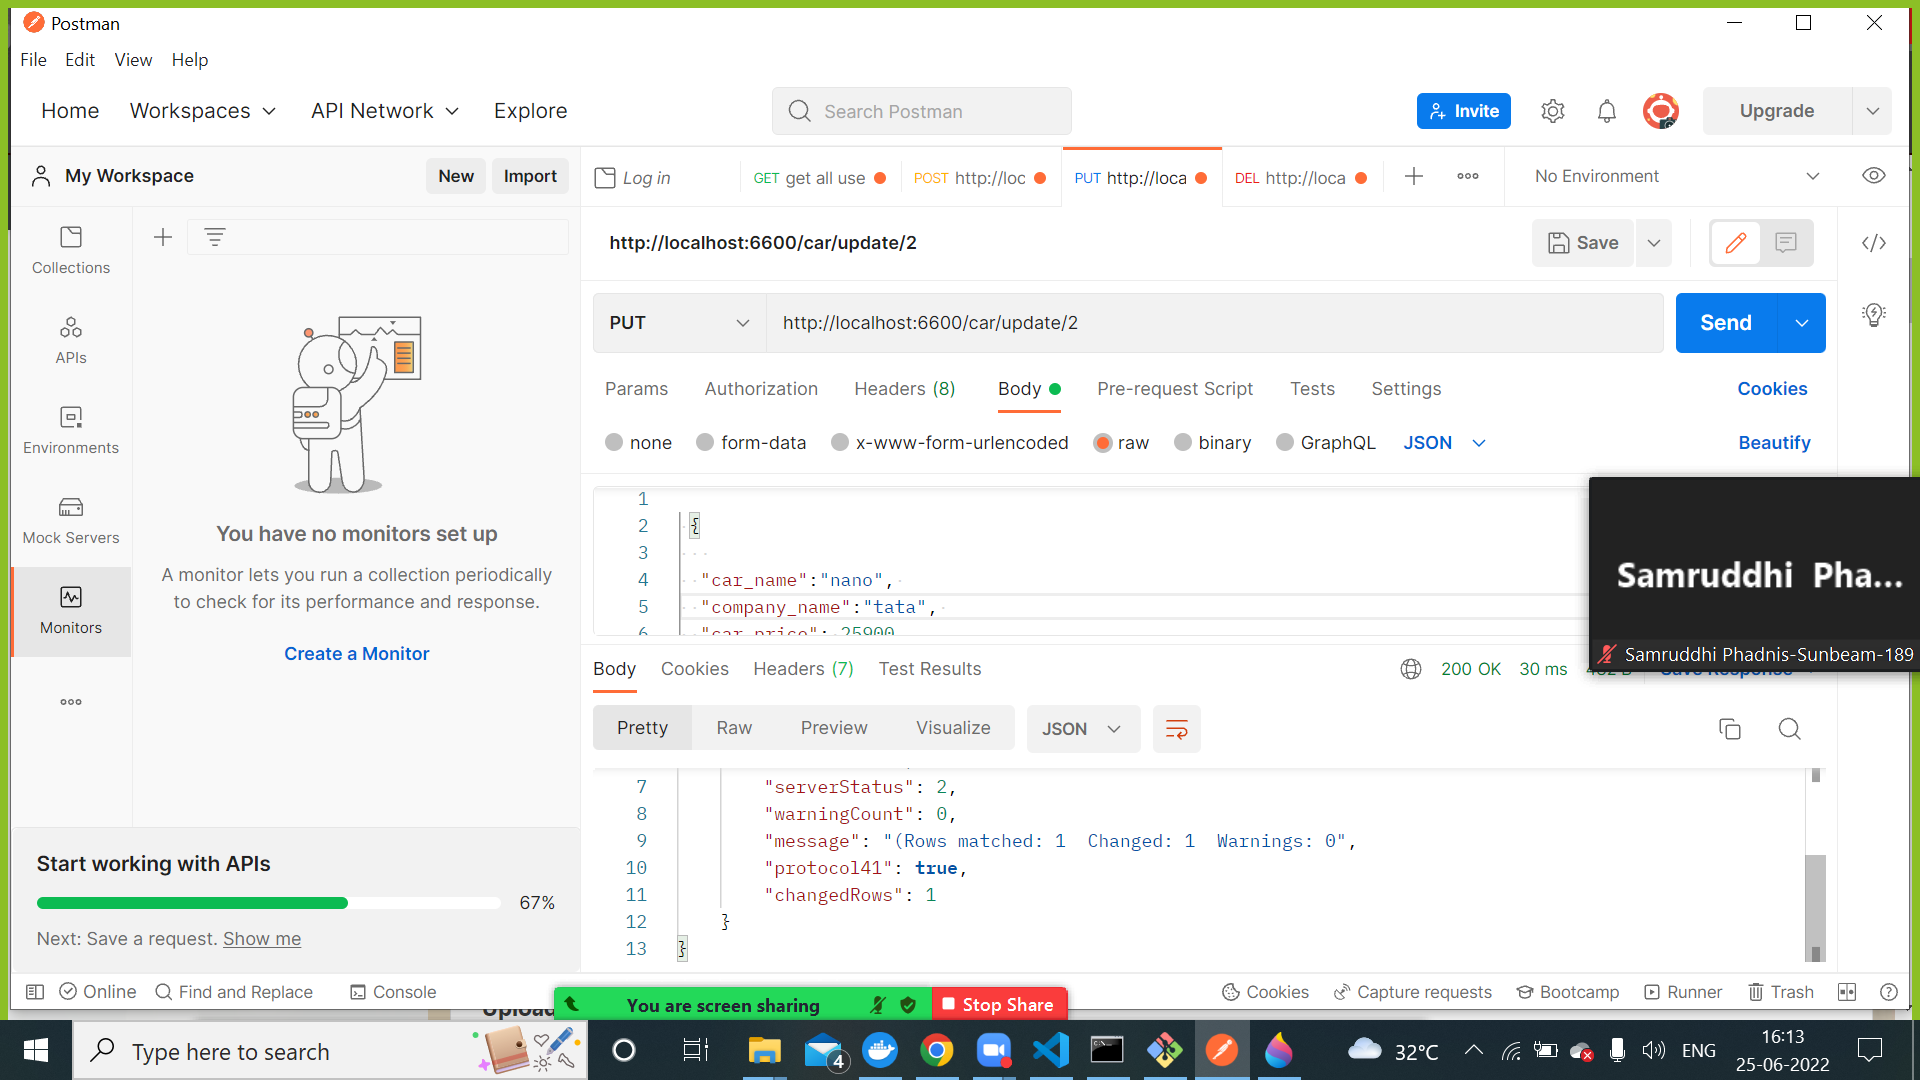 Postman
File Edit View Help
Home Workspaces API Network Explore
Search Postman
Invite
Upgrade
My Workspace
New Import
Log in
GET get all use
POST http://loc
PUT http://loca
DEL http://loca
No Environment
Collections
APIs
Environments
Mock Servers
Monitors
You have no monitors set up
A monitor lets you run a collection periodically
to check for its performance and response.
Create a Monitor
http://localhost:6600/car/update/2
Save
PUT http://localhost:6600/car/update/2
Send
Params Authorization Headers (8) Body Pre-request Script Tests Settings Cookies
none form-data x-www-form-urlencoded raw binary GraphQL JSON Beautify
1
2 {
3
4 "car_name":"nano",
5 "company_name":"tata",
6 "car_price": 25900
Samruddhi Pha...
Samruddhi Phadnis-Sunbeam-189
Body Cookies Headers (7) Test Results
200 OK 30 ms
Save Response
Pretty Raw Preview Visualize JSON
7 "serverStatus": 2,
8 "warningCount": 0,
9 "message": "(Rows matched: 1 Changed: 1 Warnings: 0",
10 "protocol41": true,
11 "changedRows": 1
12 }
13 }
Start working with APIs
67%
Next: Save a request. Show me
Online Find and Replace Console
You are screen sharing
Stop Share
Cookies Capture requests Bootcamp Runner Trash
Type here to search
4
32°C
ENG
16:13
25-06-2022